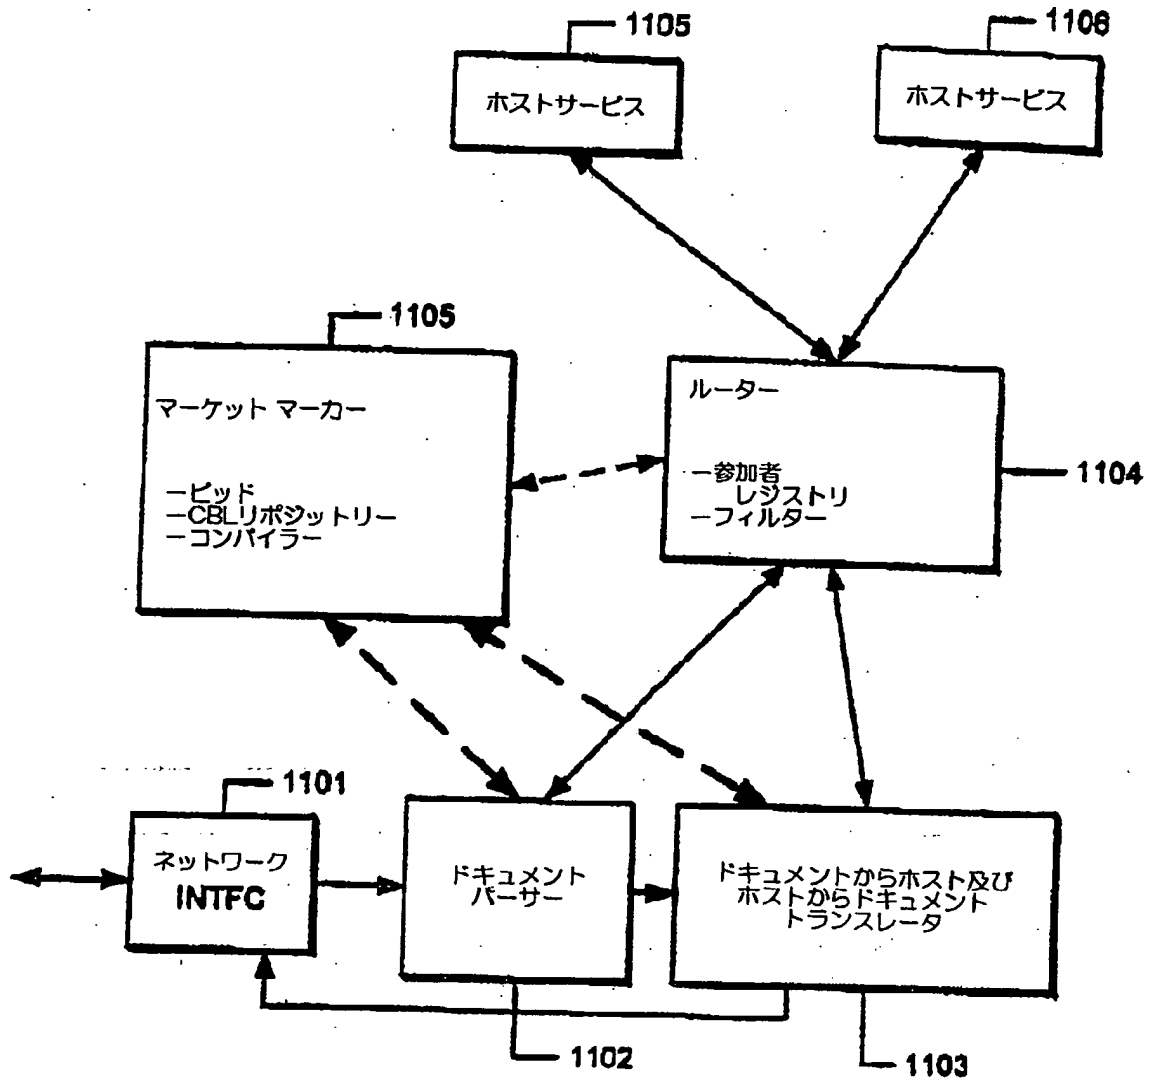 1105
1106
ホストサービス
ホストサービス
1105
マーケット マーカー
ーピッド
ーCBLリポジットリー
ーコンパイラー
ルーター
ー参加者
レジストリ
ーフィルター
1104
1101
ネットワーク
INTFC
ドキュメント
パーサー
ドキュメントからホスト及び
ホストからドキュメント
トランスレータ
1102
1103